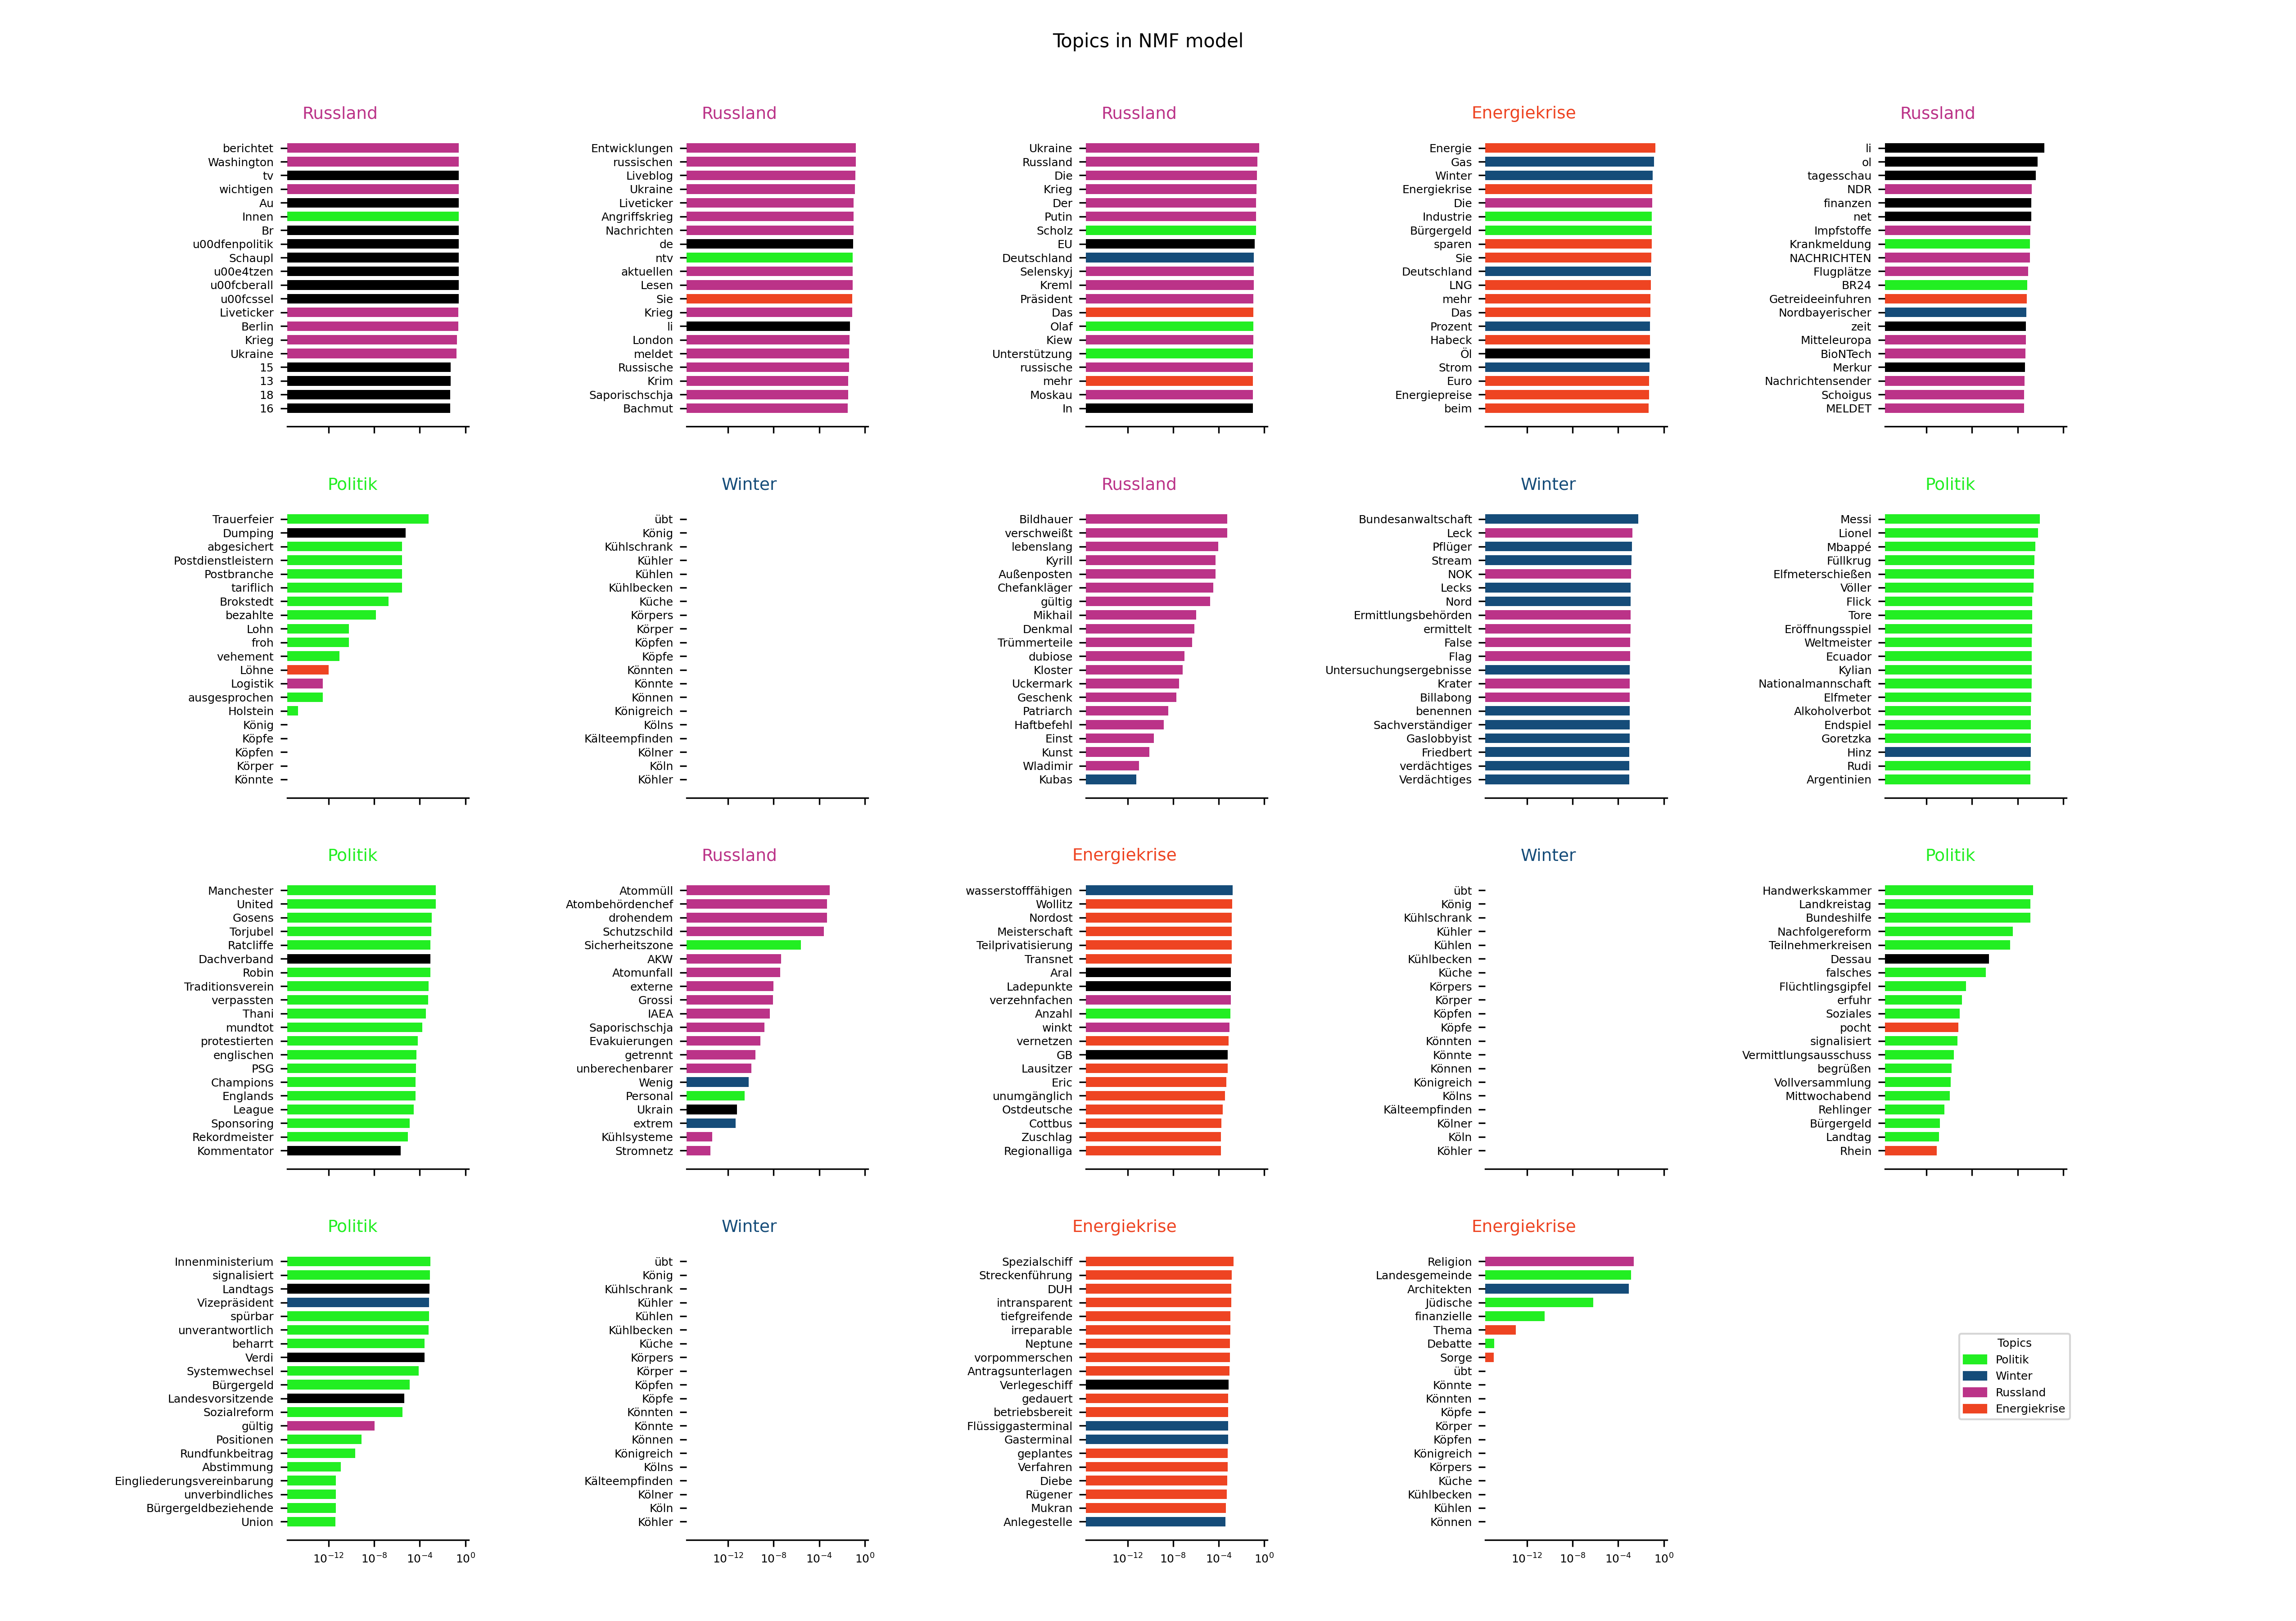 Topics in NMF model
Russland
berichtet
Washington
tv
wichtigen
Au
Innen
Br
u00dfenpolitik
Schaupl
u00e4tzen
u00fcberall
u00fcssel
Liveticker
Berlin
Krieg
Ukraine
15
13
18
16
Russland
Entwicklungen
russischen
Liveblog
Ukraine
Liveticker
Angriffskrieg
Nachrichten
de
ntv
aktuellen
Lesen
Sie
Krieg
li
London
meldet
Russische
Krim
Saporischschja
Bachmut
Russland
Ukraine
Russland
Die
Krieg
Der
Putin
Scholz
EU
Deutschland
Selenskyj
Kreml
Präsident
Das
Olaf
Kiew
Unterstützung
russische
mehr
Moskau
In
Energiekrise
Energie
Gas
Winter
Energiekrise
Die
Industrie
Bürgergeld
sparen
Sie
Deutschland
LNG
mehr
Das
Prozent
Habeck
Öl
Strom
Euro
Energiepreise
beim
Russland
li
ol
tagesschau
NDR
finanzen
net
Impfstoffe
Krankmeldung
NACHRICHTEN
Flugplätze
BR24
Getreideeinfuhren
Nordbayerischer
zeit
Mitteleuropa
BioNTech
Merkur
Nachrichtensender
Schoigus
MELDET
Politik
Trauerfeier
Dumping
abgesichert
Postdienstleistern
Postbranche
tariflich
Brokstedt
bezahlte
Lohn
froh
vehement
Löhne
Logistik
ausgesprochen
Holstein
König
Köpfe
Köpfen
Körper
Könnte
Winter
übt
König
Kühlschrank
Kühler
Kühlen
Kühlbecken
Küche
Körpers
Körper
Köpfen
Köpfe
Könnten
Könnte
Können
Königreich
Kölns
Kälteempfinden
Kölner
Köln
Köhler
Russland
Bildhauer
verschweißt
lebenslang
Kyrill
Außenposten
Chefankläger
gültig
Mikhail
Denkmal
Trümmerteile
dubiose
Kloster
Uckermark
Geschenk
Patriarch
Haftbefehl
Einst
Kunst
Wladimir
Kubas
Winter
Bundesanwaltschaft
Leck
Pflüger
Stream
NOK
Lecks
Nord
Ermittlungsbehörden
ermittelt
False
Flag
Untersuchungsergebnisse
Krater
Billabong
benennen
Sachverständiger
Gaslobbyist
Friedbert
verdächtiges
Verdächtiges
Politik
Messi
Lionel
Mbappé
Füllkrug
Elfmeterschießen
Völler
Flick
Tore
Eröffnungsspiel
Weltmeister
Ecuador
Kylian
Nationalmannschaft
Elfmeter
Alkoholverbot
Endspiel
Goretzka
Hinz
Rudi
Argentinien
Politik
Manchester
United
Gosens
Torjubel
Ratcliffe
Dachverband
Robin
Traditionsverein
verpassten
Thani
mundtot
protestierten
englischen
PSG
Champions
Englands
League
Sponsoring
Rekordmeister
Kommentator
Russland
Atommüll
Atombehördenchef
drohendem
Schutzschild
Sicherheitszone
AKW
Atomunfall
externe
Grossi
IAEA
Saporischschja
Evakuierungen
getrennt
unberechenbarer
Wenig
Personal
Ukrain
extrem
Kühlsysteme
Stromnetz
Energiekrise
wasserstofffähigen
Wollitz
Nordost
Meisterschaft
Teilprivatisierung
Transnet
Aral
Ladepunkte
verzehnfachen
Anzahl
winkt
vernetzen
GB
Lausitzer
Eric
unumgänglich
Ostdeutsche
Cottbus
Zuschlag
Regionalliga
Winter
übt
König
Kühlschrank
Kühler
Kühlen
Kühlbecken
Küche
Körpers
Körper
Köpfen
Köpfe
Könnten
Könnte
Können
Königreich
Kölns
Kälteempfinden
Kölner
Köln
Köhler
Politik
Handwerkskammer
Landkreistag
Bundeshilfe
Nachfolgereform
Teilnehmerkreisen
Dessau
falsches
Flüchtlingsgipfel
erfuhr
Soziales
pocht
signalisiert
Vermittlungsausschuss
begrüßen
Vollversammlung
Mittwochabend
Rehlinger
Bürgergeld
Landtag
Rhein
Politik
Innenministerium
signalisiert
Landtags
Vizepräsident
spürbar
unverantwortlich
beharrt
Verdi
Systemwechsel
Bürgergeld
Landesvorsitzende
Sozialreform
gültig
Positionen
Rundfunkbeitrag
Abstimmung
Eingliederungsvereinbarung
unverbindliches
Bürgergeldbeziehende
Union
10⁻¹² 10⁻⁸ 10⁻⁴ 10⁰
Winter
übt
König
Kühlschrank
Kühler
Kühlen
Kühlbecken
Küche
Körpers
Körper
Köpfen
Köpfe
Könnten
Könnte
Können
Königreich
Kölns
Kälteempfinden
Kölner
Köln
Köhler
10⁻¹² 10⁻⁸ 10⁻⁴ 10⁰
Energiekrise
Spezialschiff
Streckenführung
DUH
intransparent
tiefgreifende
irreparable
Neptune
vorpommerschen
Antragsunterlagen
Verlegeschiff
gedauert
betriebsbereit
Flüssiggasterminal
Gasterminal
geplantes
Verfahren
Diebe
Rügener
Mukran
Anlegestelle
10⁻¹² 10⁻⁸ 10⁻⁴ 10⁰
Energiekrise
Religion
Landesgemeinde
Architekten
Jüdische
finanzielle
Thema
Debatte
Sorge
übt
Könnte
Könnten
Köpfe
Körper
Köpfen
Königreich
Körpers
Küche
Kühlbecken
Kühlen
Können
10⁻¹² 10⁻⁸ 10⁻⁴ 10⁰
Topics
Politik
Winter
Russland
Energiekrise